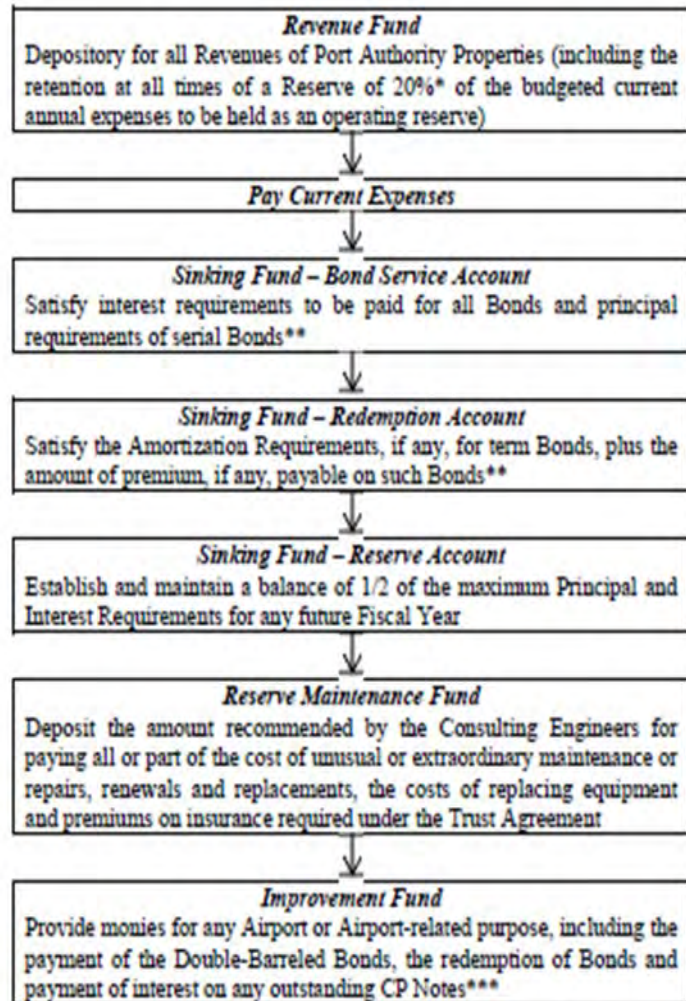 Revenue Fund
Depository for all Revenues of Port Authority Properties (including the
retention at all times of a Reserve of 20%* of the budgeted current
annual expenses to be held as an operating reserve)
Pay Current Expenses
Sinking Fund – Bond Service Account
Satisfy interest requirements to be paid for all Bonds and principal
requirements of serial Bonds**
Sinking Fund – Redemption Account
Satisfy the Amortization Requirements, if any, for term Bonds, plus the
amount of premium, if any, payable on such Bonds**
Sinking Fund – Reserve Account
Establish and maintain a balance of 1/2 of the maximum Principal and
Interest Requirements for any future Fiscal Year
Reserve Maintenance Fund
Deposit the amount recommended by the Consulting Engineers for
paying all or part of the cost of unusual or extraordinary maintenance or
repairs, renewals and replacements, the costs of replacing equipment
and premiums on insurance required under the Trust Agreement
Improvement Fund
Provide monies for any Airport or Airport-related purpose, including the
payment of the Double-Barreled Bonds, the redemption of Bonds and
payment of interest on any outstanding CP Notes***